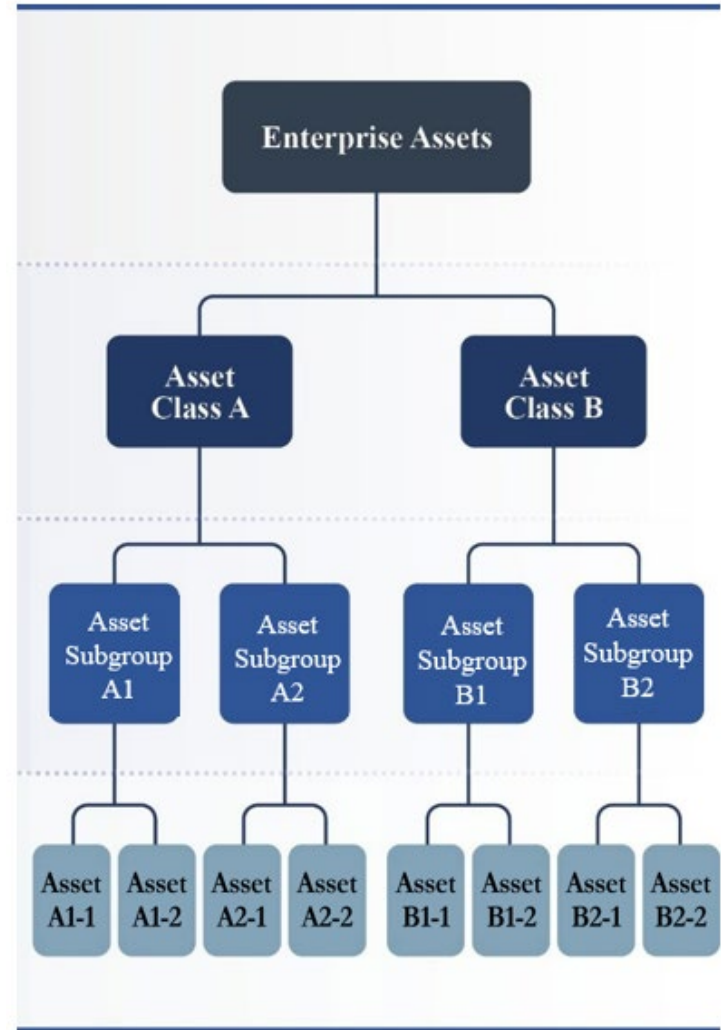 Enterprise Assets
Asset
Class A
Asset
Class B
Asset
Subgroup
A1
Asset
Subgroup
A2
Asset
Subgroup
B1
Asset
Subgroup
B2
Asset
A1-1
Asset
A1-2
Asset
A2-1
Asset
A2-2
Asset
B1-1
Asset
B1-2
Asset
B2-1
Asset
B2-2